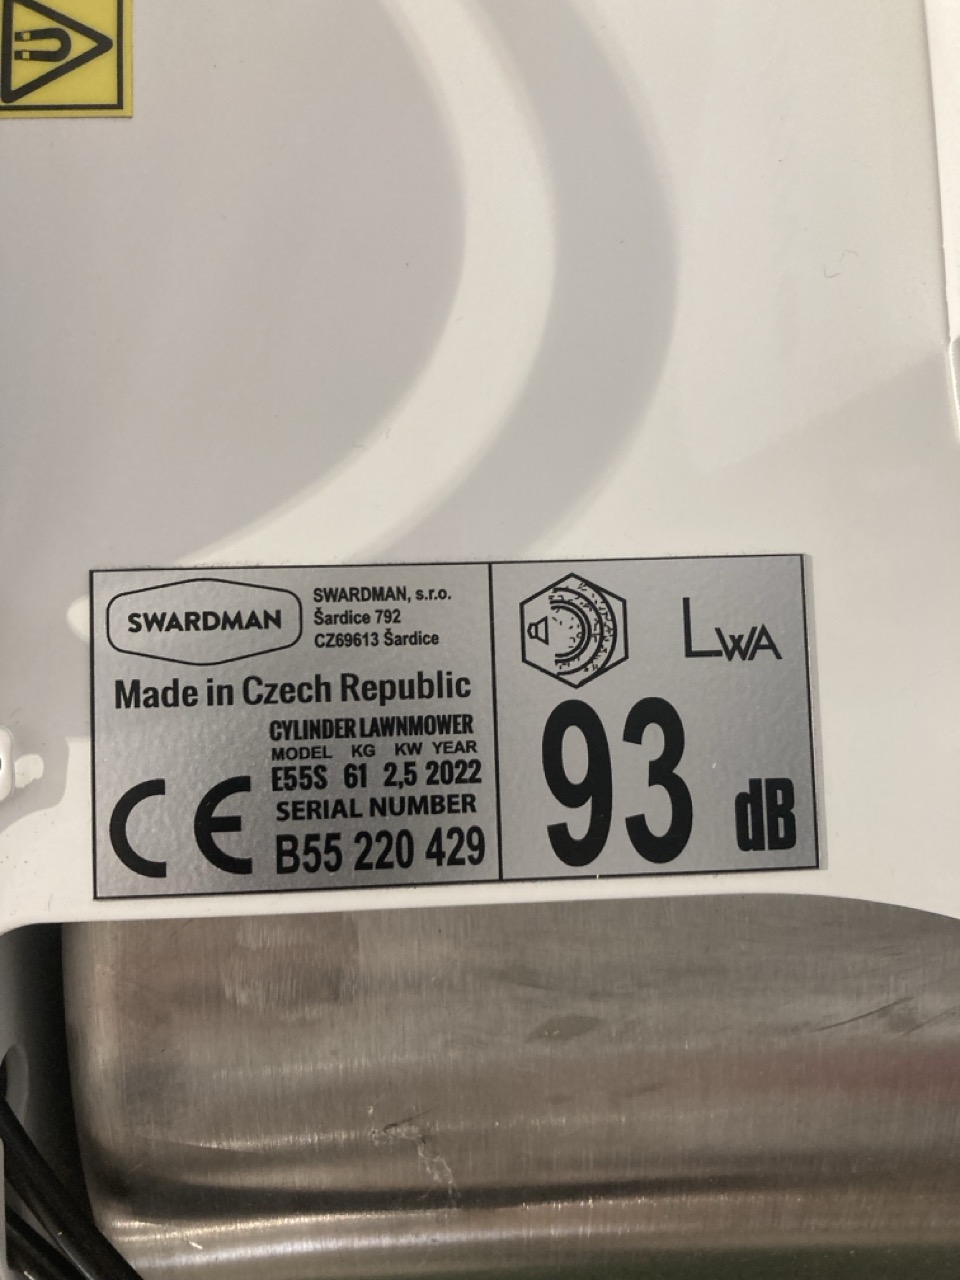 SWARDMAN
SWARDMAN, s.r.o.
Šardice 792
CZ69613 Šardice
Made in Czech Republic
CYLINDER LAWNMOWER
MODEL KG KW YEAR
E55S 61 2,5 2022
SERIAL NUMBER
B55 220 429
CE
LWA
93 dB